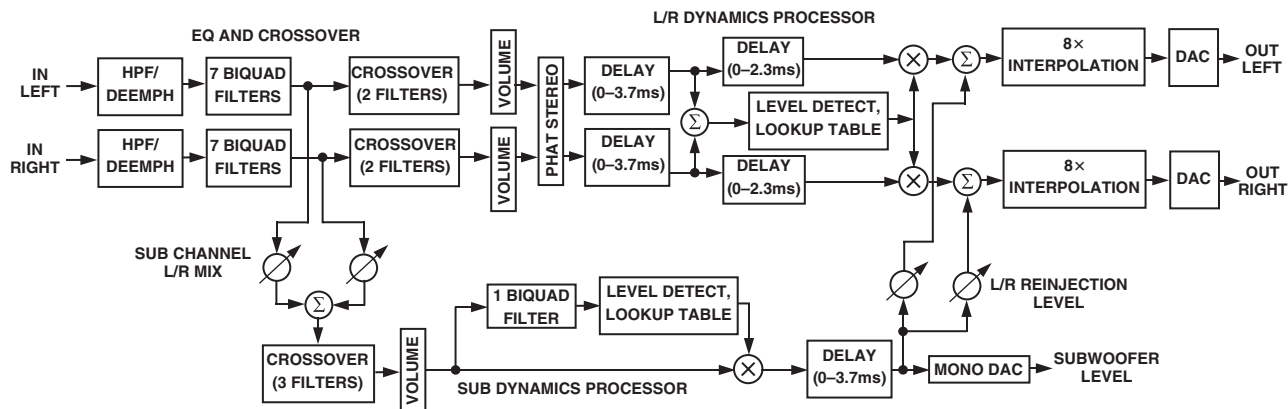 L/R DYNAMICS PROCESSOR
EQ AND CROSSOVER
IN
LEFT
HPF/
DEEMPH
7 BIQUAD
FILTERS
CROSSOVER
(2 FILTERS)
VOLUME
PHAT STEREO
DELAY
(0–3.7ms)
DELAY
(0–2.3ms)
8×
INTERPOLATION
DAC
OUT
LEFT
Σ
LEVEL DETECT,
LOOKUP TABLE
×
Σ
IN
RIGHT
HPF/
DEEMPH
7 BIQUAD
FILTERS
CROSSOVER
(2 FILTERS)
VOLUME
DELAY
(0–3.7ms)
DELAY
(0–2.3ms)
×
Σ
8×
INTERPOLATION
DAC
OUT
RIGHT
SUB CHANNEL
L/R MIX
Σ
L/R REINJECTION
LEVEL
1 BIQUAD
FILTER
LEVEL DETECT,
LOOKUP TABLE
CROSSOVER
(3 FILTERS)
VOLUME
SUB DYNAMICS PROCESSOR
×
DELAY
(0–3.7ms)
MONO DAC
SUBWOOFER
LEVEL